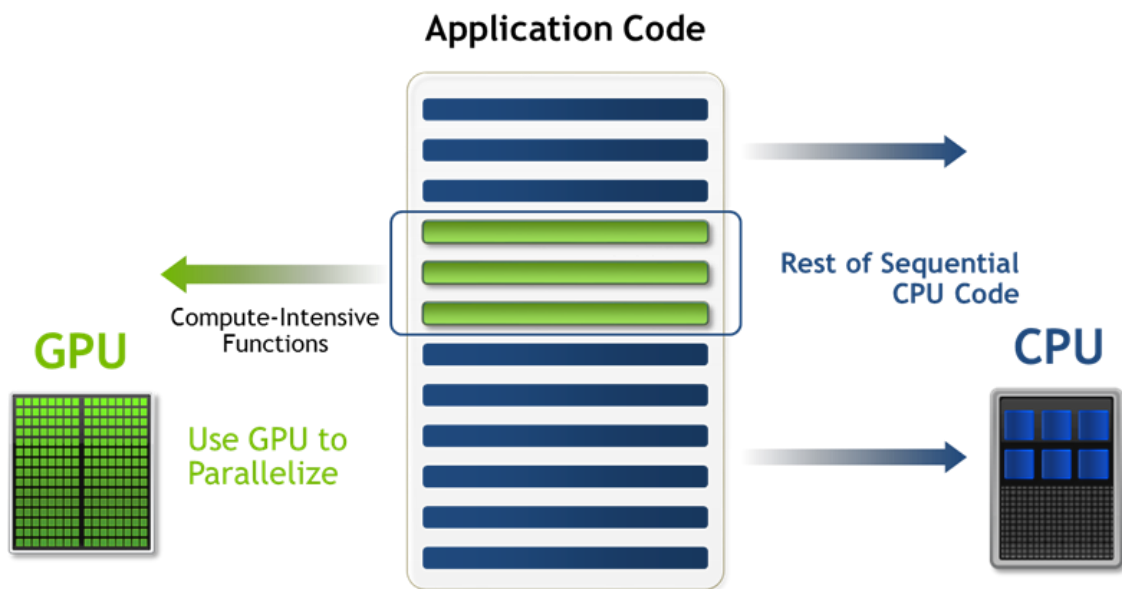 Application Code
Rest of Sequential
CPU Code
Compute-Intensive
Functions
GPU
CPU
Use GPU to
Parallelize